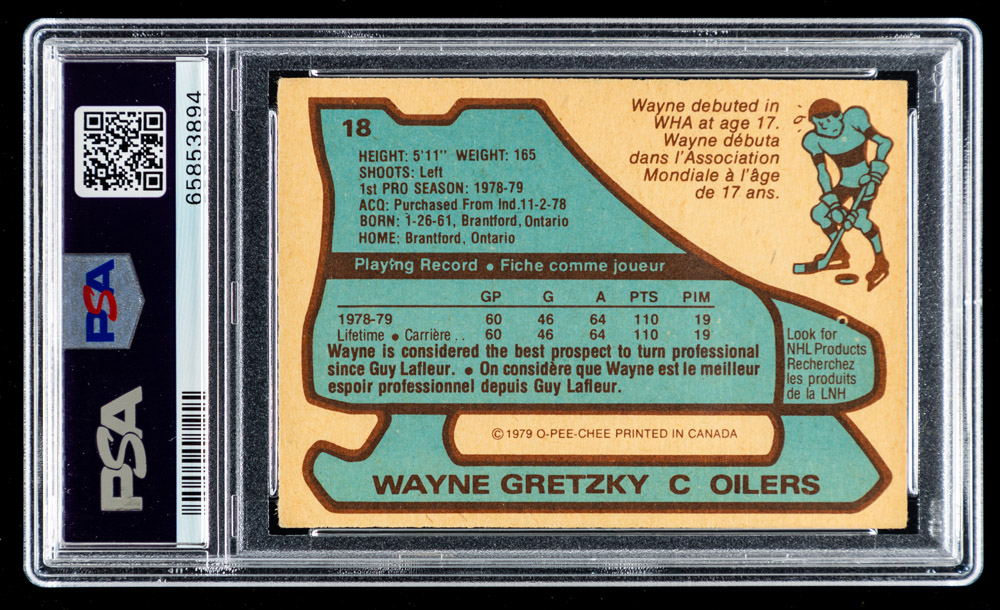 65853894
PSA
PSA
18
HEIGHT: 5'11" WEIGHT: 165
SHOOTS: Left
1st PRO SEASON: 1978-79
ACQ: Purchased From Ind.11-2-78
BORN: 1-26-61, Brantford, Ontario
HOME: Brantford, Ontario
Wayne debuted in
WHA at age 17.
Wayne débuta
dans l'Association
Mondiale à l'âge
de 17 ans.
Playing Record • Fiche comme joueur
GP G A PTS PIM
1978-79 60 46 64 110 19
Lifetime • Carrière .. 60 46 64 110 19
Wayne is considered the best prospect to turn professional
since Guy Lafleur. • On considère que Wayne est le meilleur
espoir professionnel depuis Guy Lafleur.
Look for
NHL Products
Recherchez
les produits
de la LNH
© 1979 O-PEE-CHEE PRINTED IN CANADA
WAYNE GRETZKY C OILERS